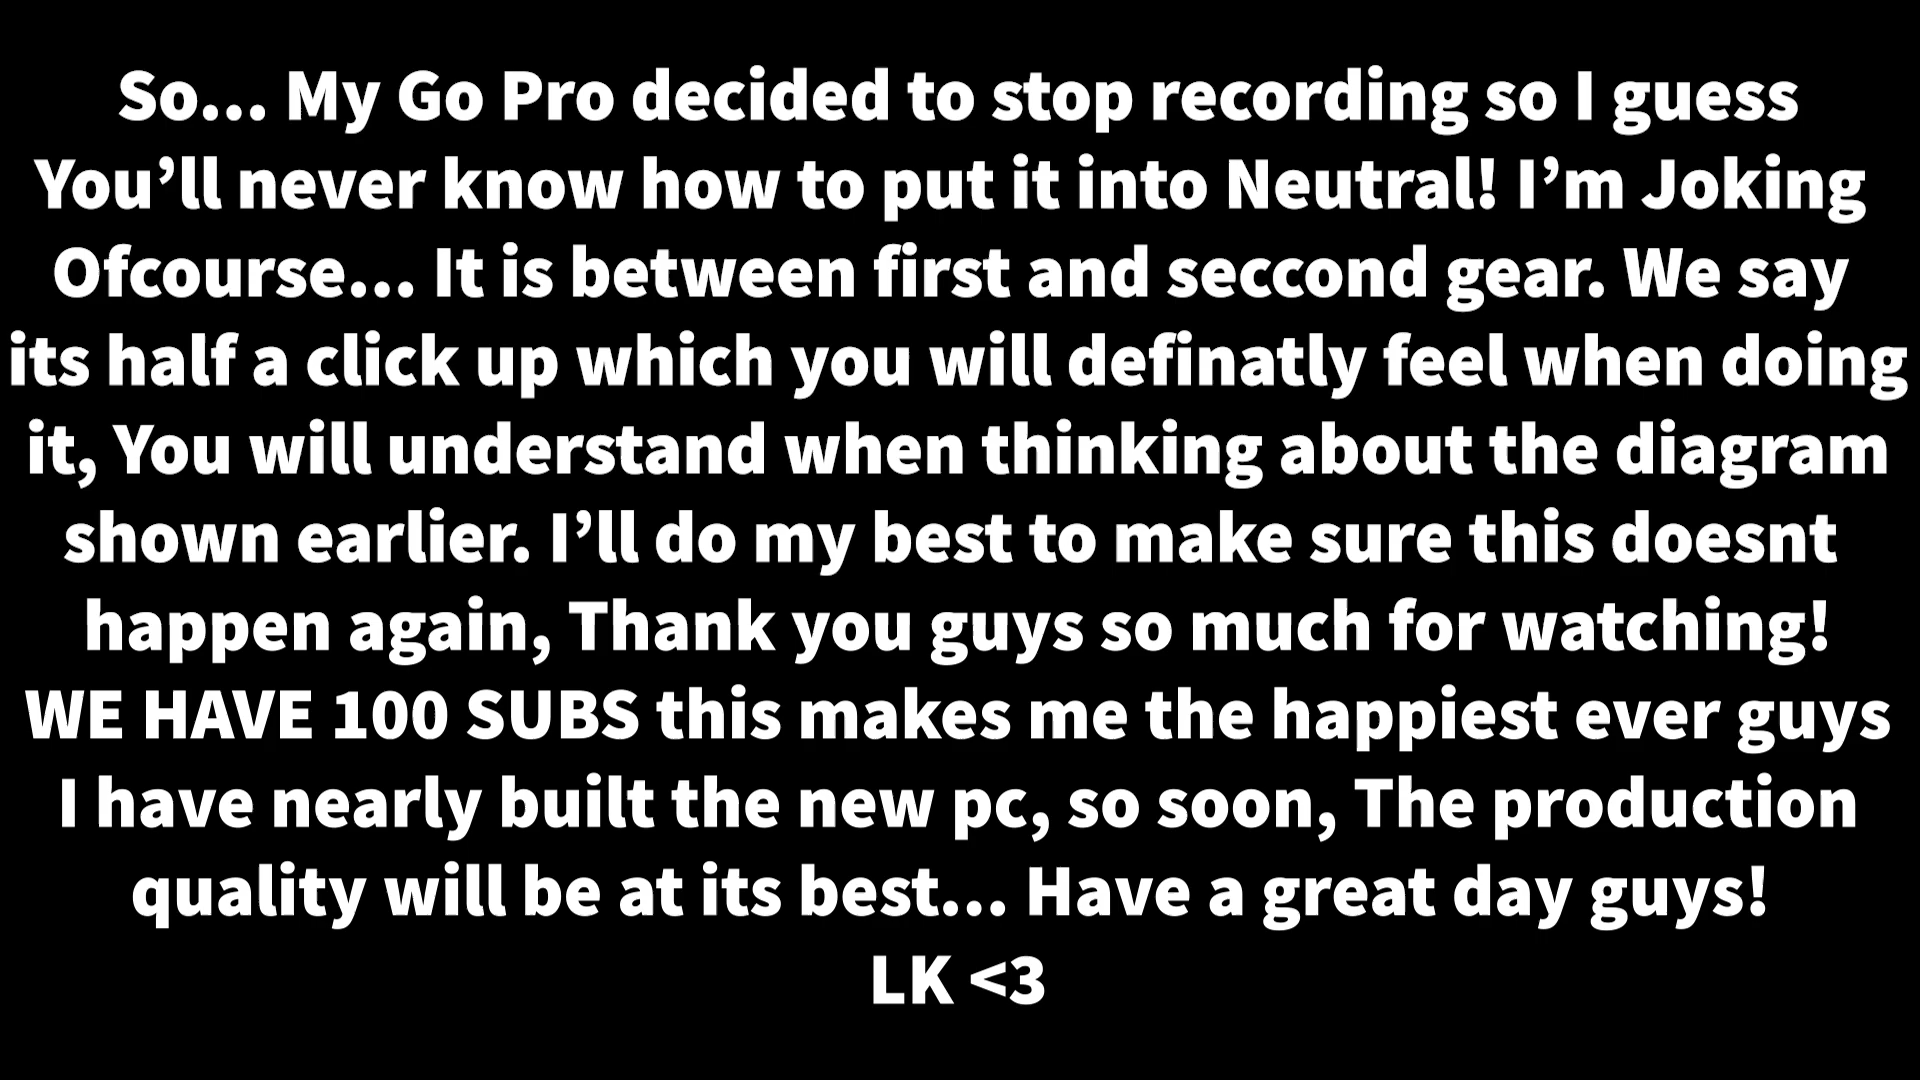 So... My Go Pro decided to stop recording so I guess
You’ll never know how to put it into Neutral! I’m Joking
Ofcourse... It is between first and seccond gear. We say
its half a click up which you will definatly feel when doing
it, You will understand when thinking about the diagram
shown earlier. I’ll do my best to make sure this doesnt
happen again, Thank you guys so much for watching!
WE HAVE 100 SUBS this makes me the happiest ever guys
I have nearly built the new pc, so soon, The production
quality will be at its best... Have a great day guys!
LK <3